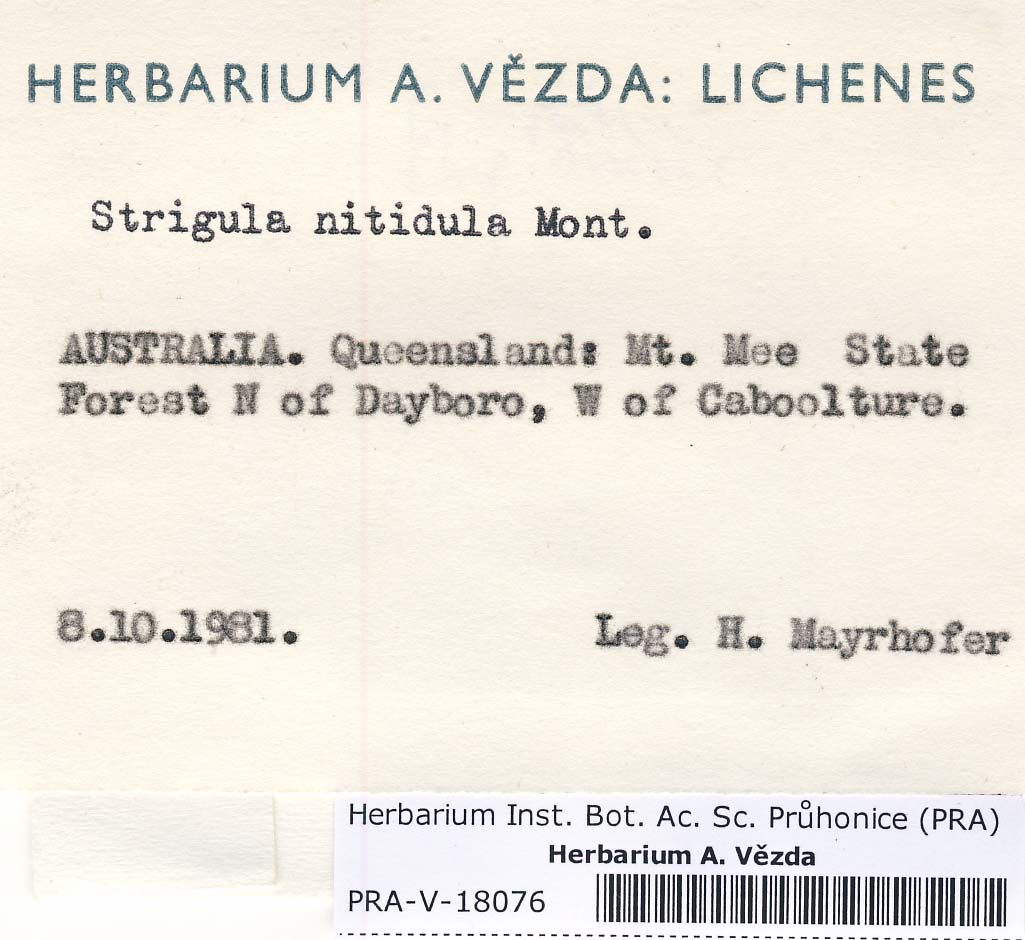 HERBARIUM A. VĚZDA: LICHENES
Strigula nitidula Mont.
AUSTRALIA. Queensland: Mt. Mee State
Forest N of Dayboro, W of Caboolture.
8.10.1981.
Leg. H. Mayrhofer
Herbarium Inst. Bot. Ac. Sc. Průhonice (PRA)
Herbarium A. Vězda
PRA-V-18076